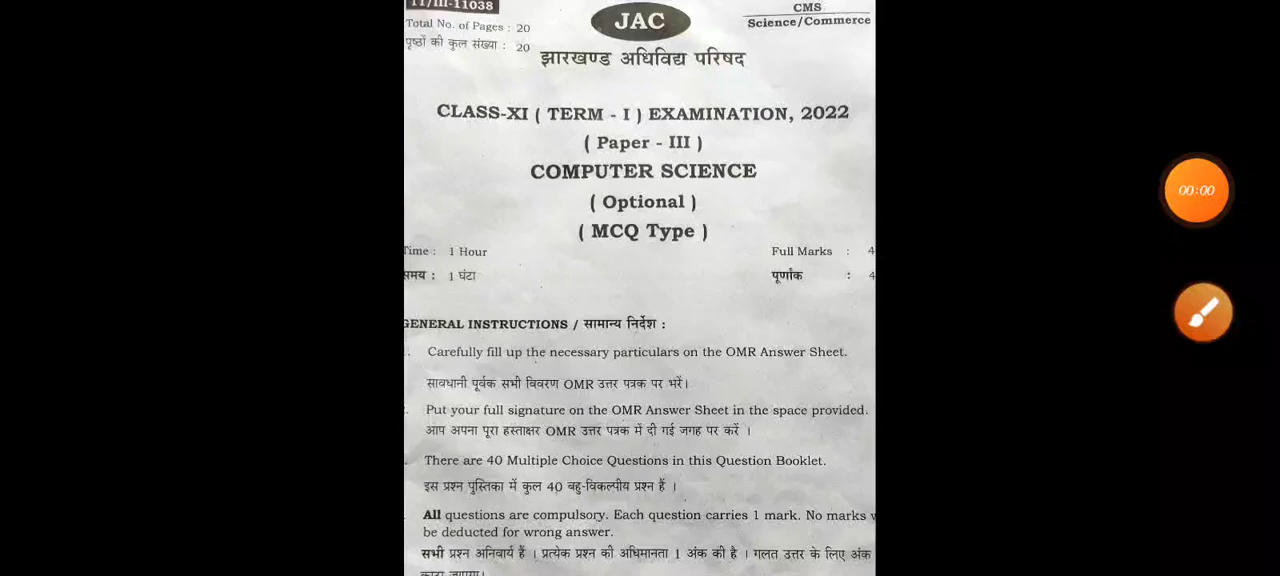 11/III-11038
Total No. of Pages : 20
पृष्ठों की कुल संख्या : 20
JAC
CMS
Science/Commerce
झारखण्ड अधिविद्य परिषद
CLASS-XI ( TERM - I ) EXAMINATION, 2022
( Paper - III )
COMPUTER SCIENCE
( Optional )
( MCQ Type )
Time : 1 Hour
Full Marks : 4
समय : 1 घंटा
पूर्णांक : 4
GENERAL INSTRUCTIONS / सामान्य निर्देश :
Carefully fill up the necessary particulars on the OMR Answer Sheet.
सावधानी पूर्वक सभी विवरण OMR उत्तर पत्रक पर भरें।
Put your full signature on the OMR Answer Sheet in the space provided.
आप अपना पूरा हस्ताक्षर OMR उत्तर पत्रक में दी गई जगह पर करें ।
There are 40 Multiple Choice Questions in this Question Booklet.
इस प्रश्न पुस्तिका में कुल 40 बहु-विकल्पीय प्रश्न हैं ।
All questions are compulsory. Each question carries 1 mark. No marks
be deducted for wrong answer.
सभी प्रश्न अनिवार्य हैं । प्रत्येक प्रश्न की अधिमानता 1 अंक की है । गलत उत्तर के लिए अंक
00:00